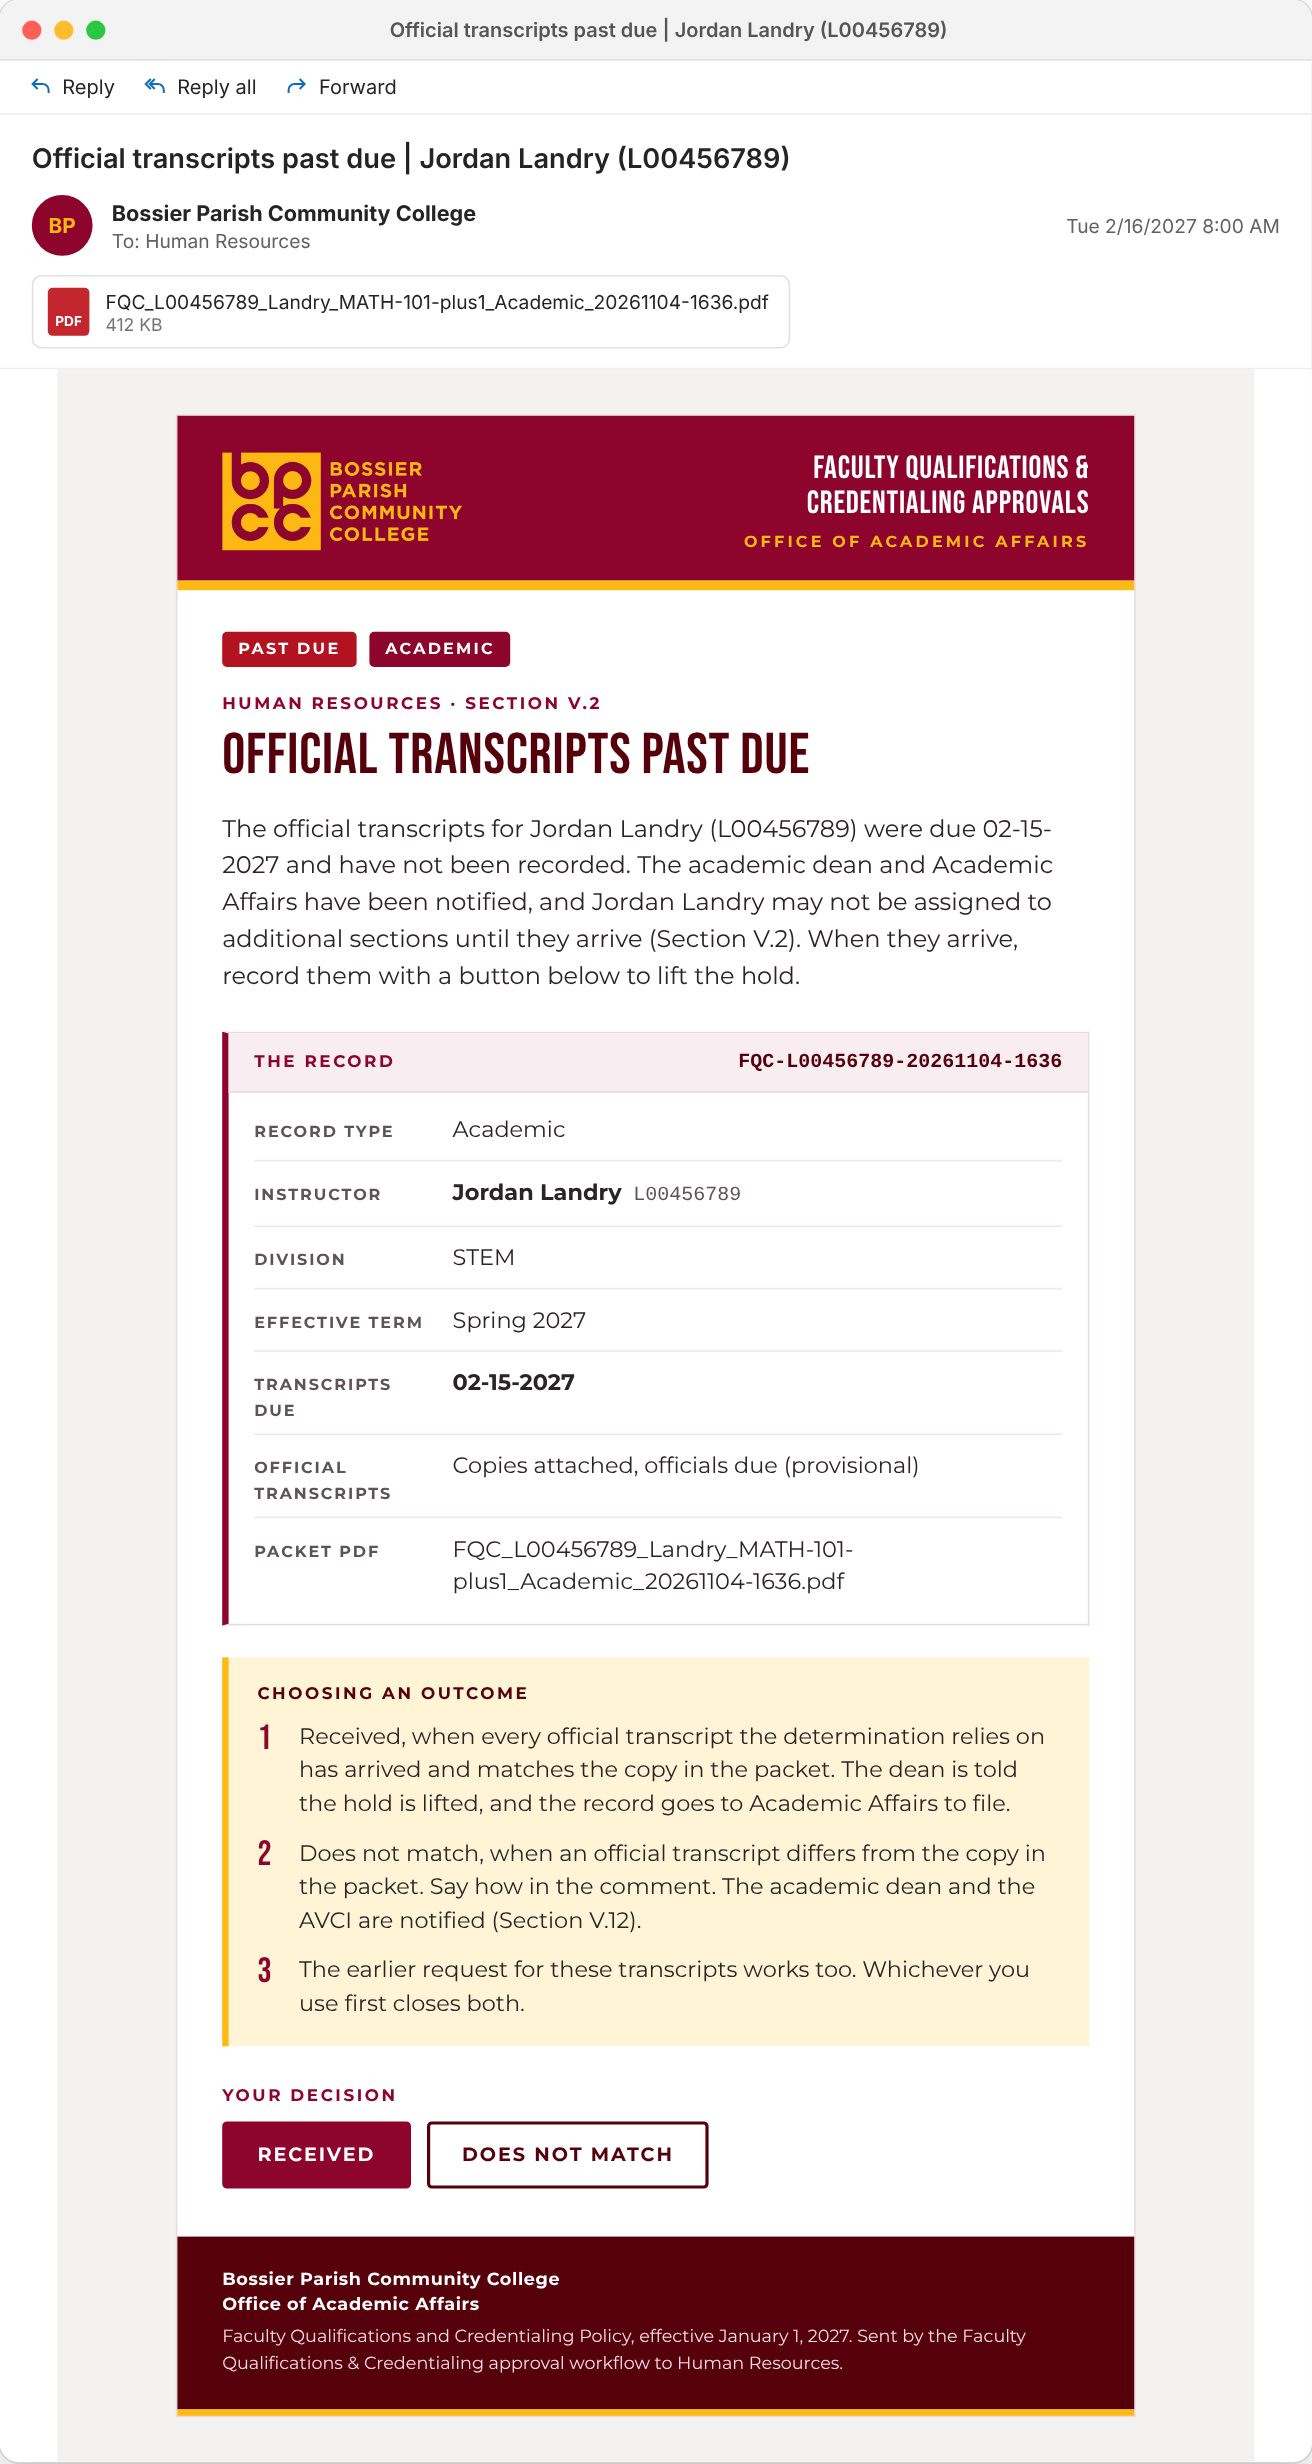 Official transcripts past due | Jordan Landry (L00456789)
Reply Reply all Forward
Official transcripts past due | Jordan Landry (L00456789)
BP
Bossier Parish Community College
To: Human Resources
Tue 2/16/2027 8:00 AM
PDF
FQC_L00456789_Landry_MATH-101-plus1_Academic_20261104-1636.pdf
412 KB
bp
cc
BOSSIER
PARISH
COMMUNITY
COLLEGE
FACULTY QUALIFICATIONS &
CREDENTIALING APPROVALS
OFFICE OF ACADEMIC AFFAIRS
PAST DUE ACADEMIC
HUMAN RESOURCES · SECTION V.2
OFFICIAL TRANSCRIPTS PAST DUE
The official transcripts for Jordan Landry (L00456789) were due 02-15-
2027 and have not been recorded. The academic dean and Academic
Affairs have been notified, and Jordan Landry may not be assigned to
additional sections until they arrive (Section V.2). When they arrive,
record them with a button below to lift the hold.
THE RECORD FQC-L00456789-20261104-1636
RECORD TYPE Academic
INSTRUCTOR Jordan Landry L00456789
DIVISION STEM
EFFECTIVE TERM Spring 2027
TRANSCRIPTS
DUE
02-15-2027
OFFICIAL
TRANSCRIPTS
Copies attached, officials due (provisional)
PACKET PDF
FQC_L00456789_Landry_MATH-101-
plus1_Academic_20261104-1636.pdf
CHOOSING AN OUTCOME
1 Received, when every official transcript the determination relies on
has arrived and matches the copy in the packet. The dean is told
the hold is lifted, and the record goes to Academic Affairs to file.
2 Does not match, when an official transcript differs from the copy in
the packet. Say how in the comment. The academic dean and the
AVCI are notified (Section V.12).
3 The earlier request for these transcripts works too. Whichever you
use first closes both.
YOUR DECISION
RECEIVED DOES NOT MATCH
Bossier Parish Community College
Office of Academic Affairs
Faculty Qualifications and Credentialing Policy, effective January 1, 2027. Sent by the Faculty
Qualifications & Credentialing approval workflow to Human Resources.